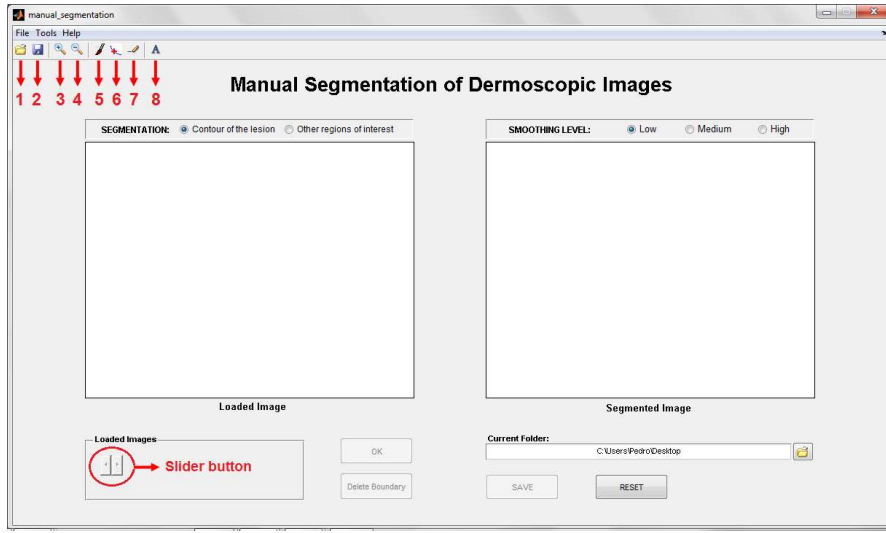 manual_segmentation
File Tools Help
A
1 2 3 4 5 6 7 8
Manual Segmentation of Dermoscopic Images
SEGMENTATION: Contour of the lesion Other regions of interest
SMOOTHING LEVEL: Low Medium High
Loaded Image
Segmented Image
Loaded Images
Slider button
OK
Delete Boundary
Current Folder:
C:\Users\Pedro\Desktop
SAVE
RESET